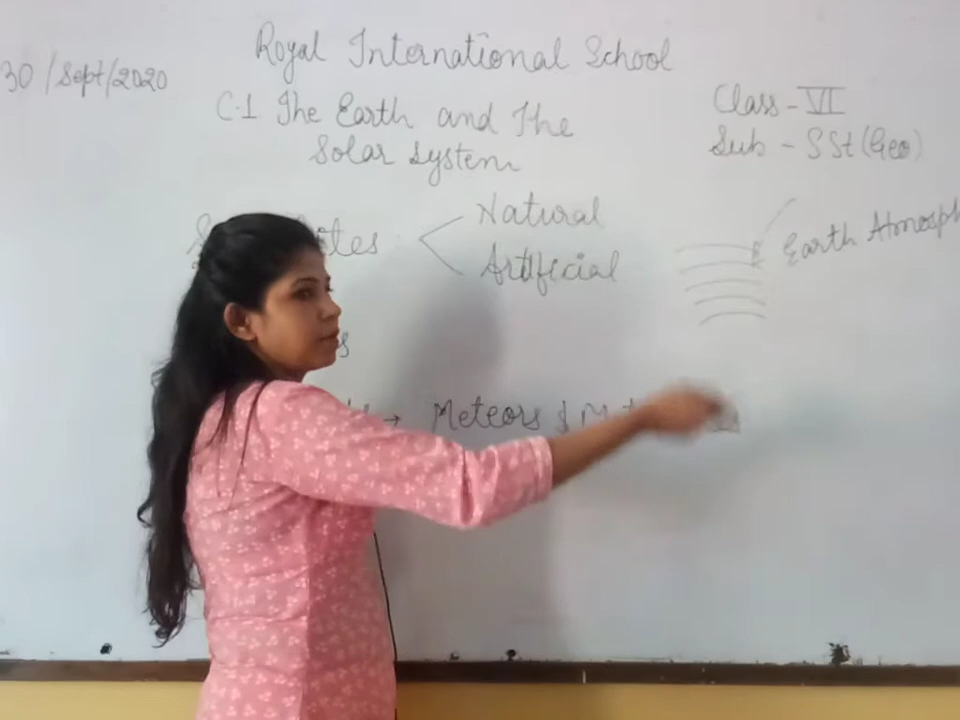 Royal International School
30/Sept/2020
C.1 The Earth and The
Solar System
Class - VI
Sub - SSt (Geo)
Natural
Artificial
Earth Atmosph
→ Meteors &